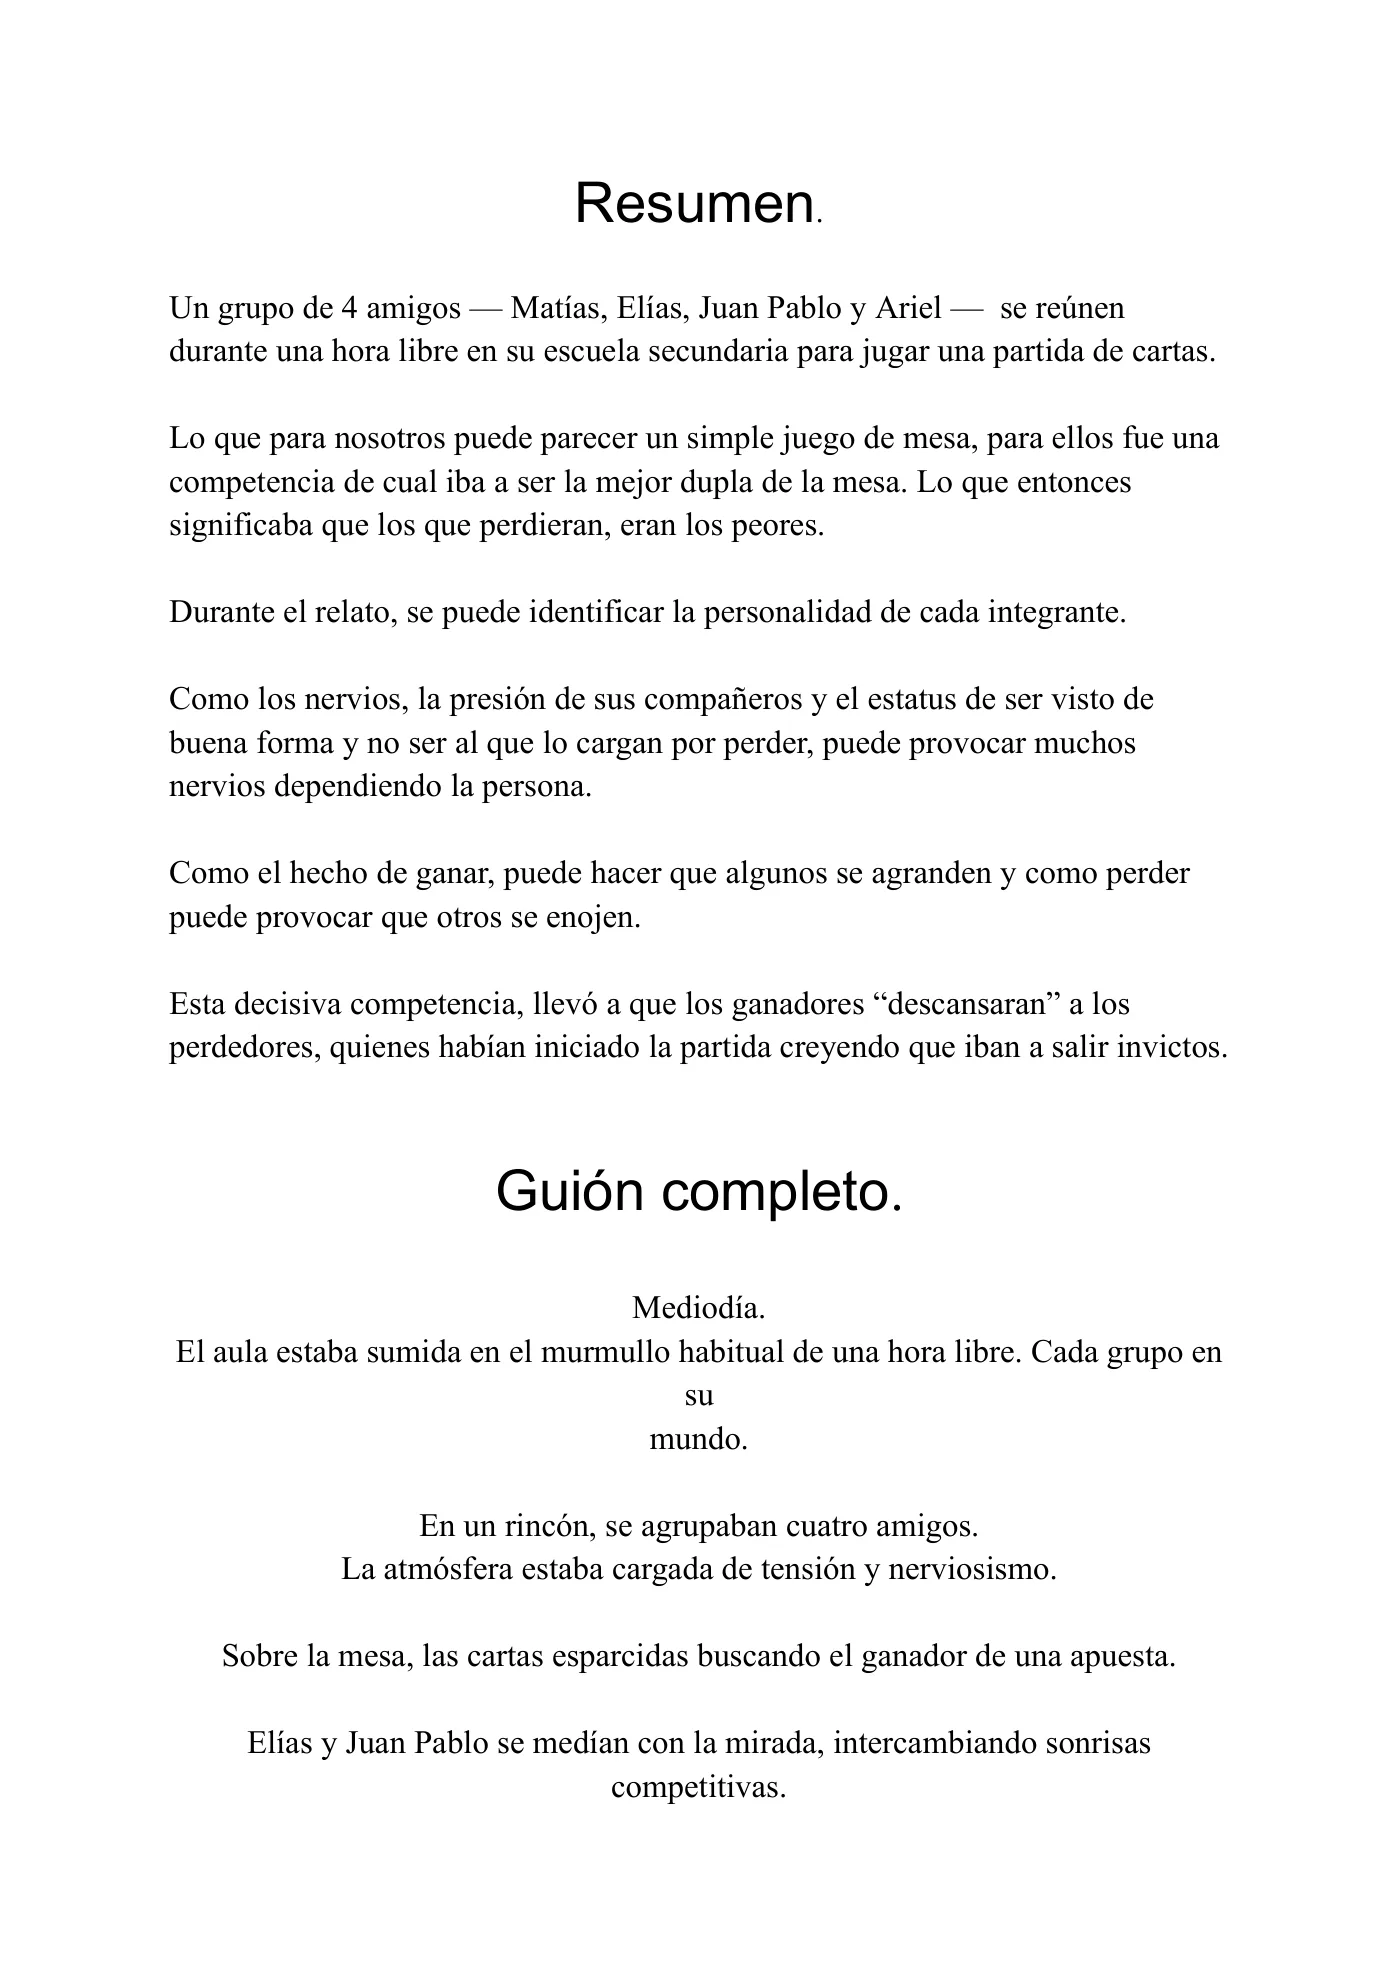 Resumen.
Un grupo de 4 amigos — Matías, Elías, Juan Pablo y Ariel — se reúnen
durante una hora libre en su escuela secundaria para jugar una partida de cartas.
Lo que para nosotros puede parecer un simple juego de mesa, para ellos fue una
competencia de cual iba a ser la mejor dupla de la mesa. Lo que entonces
significaba que los que perdieran, eran los peores.
Durante el relato, se puede identificar la personalidad de cada integrante.
Como los nervios, la presión de sus compañeros y el estatus de ser visto de
buena forma y no ser al que lo cargan por perder, puede provocar muchos
nervios dependiendo la persona.
Como el hecho de ganar, puede hacer que algunos se agranden y como perder
puede provocar que otros se enojen.
Esta decisiva competencia, llevó a que los ganadores “descansaran” a los
perdedores, quienes habían iniciado la partida creyendo que iban a salir invictos.
Guión completo.
Mediodía.
El aula estaba sumida en el murmullo habitual de una hora libre. Cada grupo en
su
mundo.
En un rincón, se agrupaban cuatro amigos.
La atmósfera estaba cargada de tensión y nerviosismo.
Sobre la mesa, las cartas esparcidas buscando el ganador de una apuesta.
Elías y Juan Pablo se medían con la mirada, intercambiando sonrisas
competitivas.